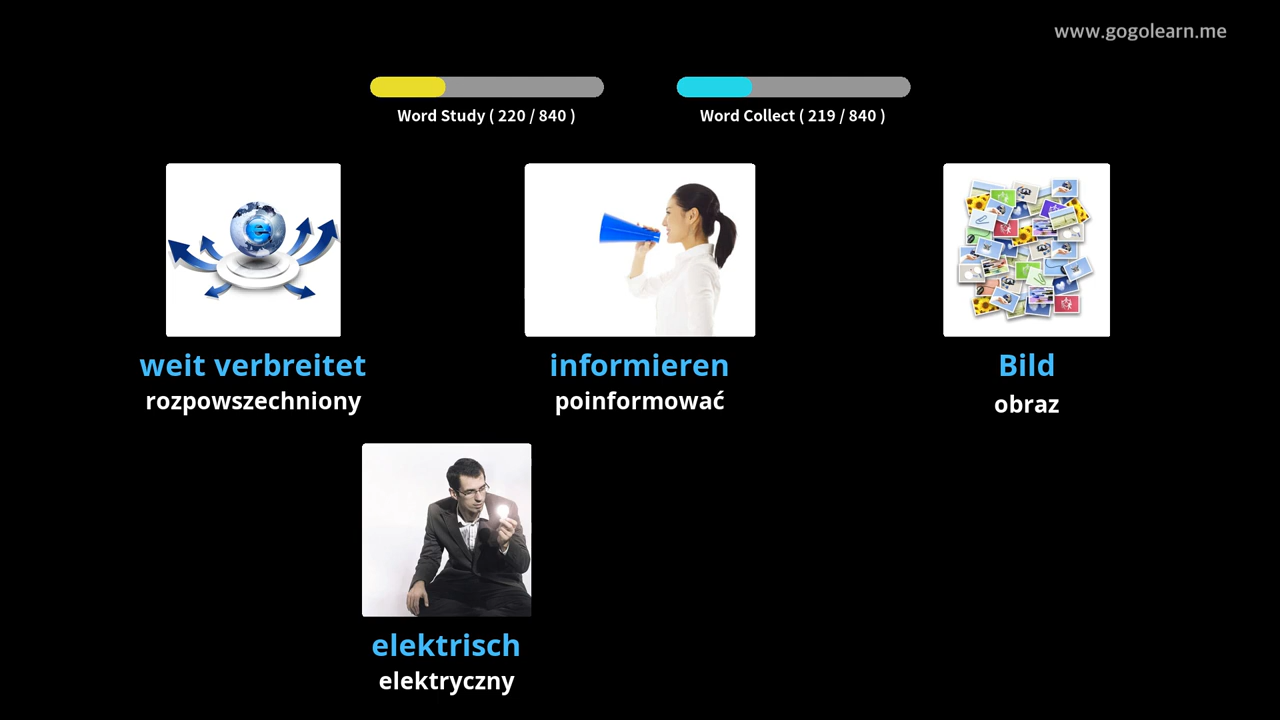 www.gogolearn.me
Word Study ( 220 / 840 )
Word Collect ( 219 / 840 )
weit verbreitet
rozpowszechniony
informieren
poinformować
Bild
obraz
elektrisch
elektryczny